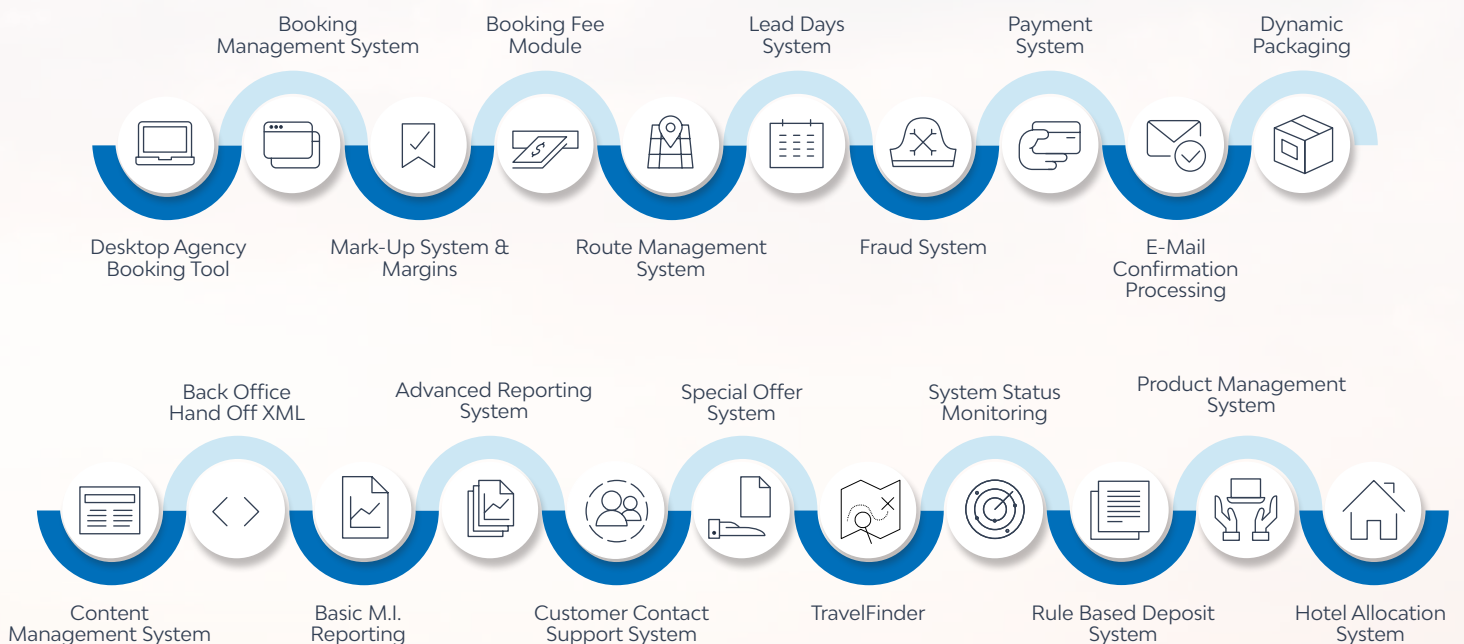 Booking
Management System
Booking Fee
Module
Lead Days
System
Payment
System
Dynamic
Packaging
$
Desktop Agency
Booking Tool
Mark-Up System &
Margins
Route Management
System
Fraud System
E-Mail
Confirmation
Processing
Back Office
Hand Off XML
Advanced Reporting
System
Special Offer
System
System Status
Monitoring
Product Management
System
Content
Management System
Basic M.I.
Reporting
Customer Contact
Support System
TravelFinder
Rule Based Deposit
System
Hotel Allocation
System